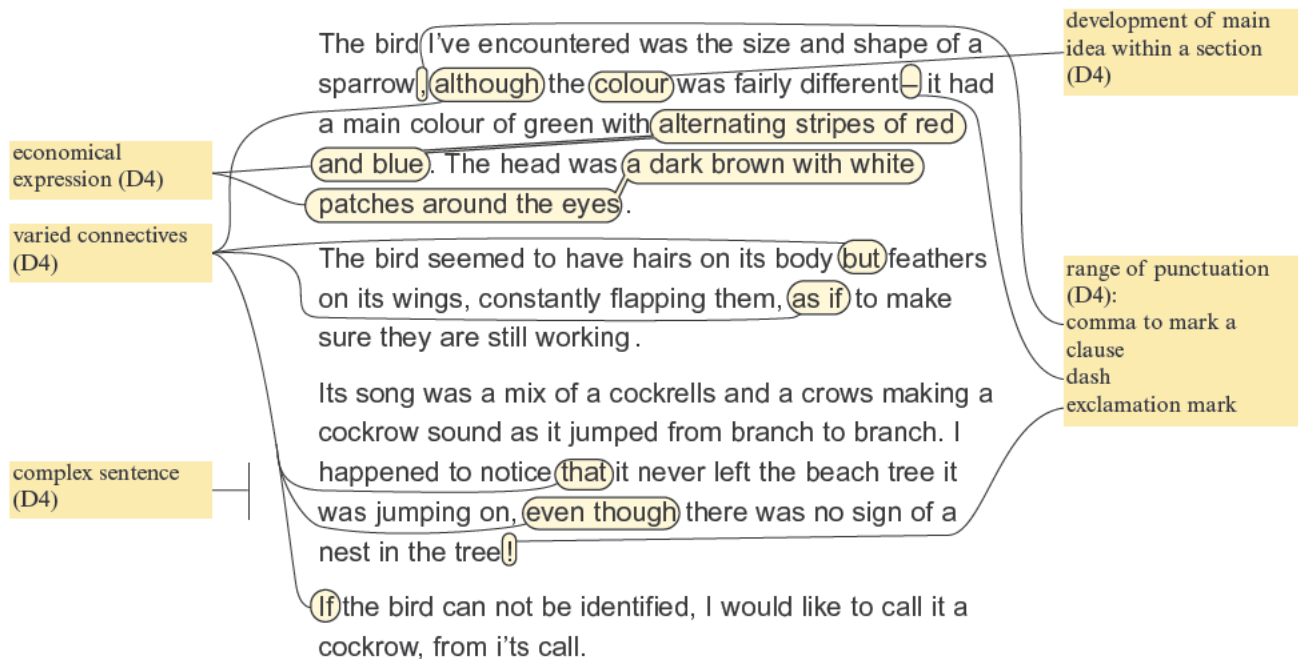 The bird I've encountered was the size and shape of a
sparrow, although the colour was fairly different – it had
a main colour of green with alternating stripes of red
and blue. The head was a dark brown with white
patches around the eyes.
The bird seemed to have hairs on its body but feathers
on its wings, constantly flapping them, as if to make
sure they are still working.
Its song was a mix of a cockrells and a crows making a
cockrow sound as it jumped from branch to branch. I
happened to notice that it never left the beach tree it
was jumping on, even though there was no sign of a
nest in the tree!
If the bird can not be identified, I would like to call it a
cockrow, from i'ts call.
economical
expression (D4)
varied connectives
(D4)
complex sentence
(D4)
development of main
idea within a section
(D4)
range of punctuation
(D4):
comma to mark a
clause
dash
exclamation mark